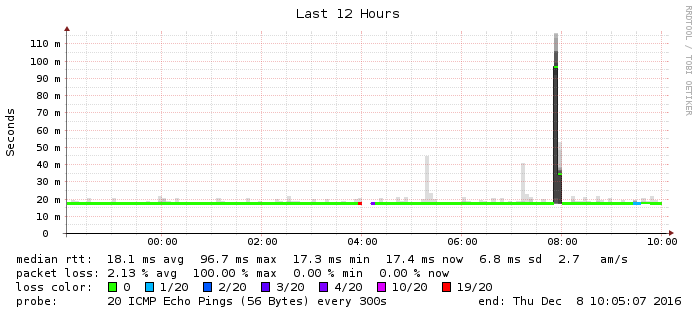 Last 12 Hours
RRDTOOL / TOBI OETIKER
Seconds
110 m
100 m
90 m
80 m
70 m
60 m
50 m
40 m
30 m
20 m
10 m
0
00:00 02:00 04:00 06:00 08:00 10:00
median rtt: 18.1 ms avg 96.7 ms max 17.3 ms min 17.4 ms now 6.8 ms sd 2.7 am/s
packet loss: 2.13 % avg 100.00 % max 0.00 % min 0.00 % now
loss color: 0 1/20 2/20 3/20 4/20 10/20 19/20
probe: 20 ICMP Echo Pings (56 Bytes) every 300s end: Thu Dec 8 10:05:07 2016